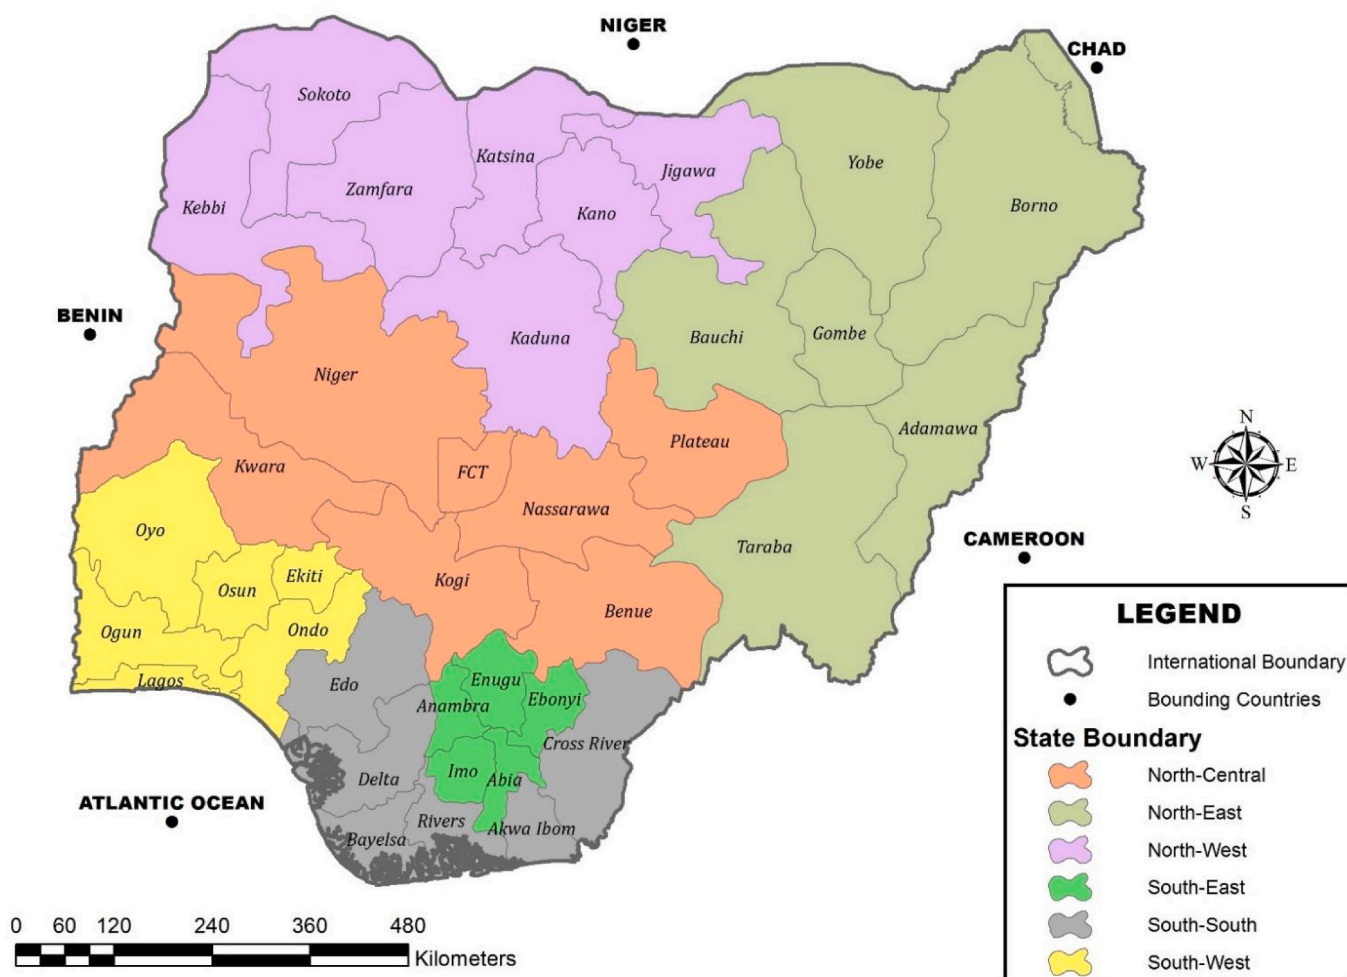 NIGER
CHAD
Sokoto
Katsina
Jigawa
Yobe
Zamfara
Kebbi
Kano
Borno
BENIN
Kaduna
Bauchi
Gombe
Niger
Adamawa
Plateau
Kwara
FCT
Nassarawa
Oyo
Taraba
CAMEROON
Osun
Ekiti
Kogi
Benue
Ogun
Ondo
Lagos
Edo
Enugu
Anambra
Ebonyi
Cross River
Imo
Abia
Delta
ATLANTIC OCEAN
Rivers
Akwa Ibom
Bayelsa
N
W
E
S
LEGEND
International Boundary
Bounding Countries
State Boundary
North-Central
North-East
North-West
South-East
South-South
South-West
0 60 120 240 360 480
Kilometers